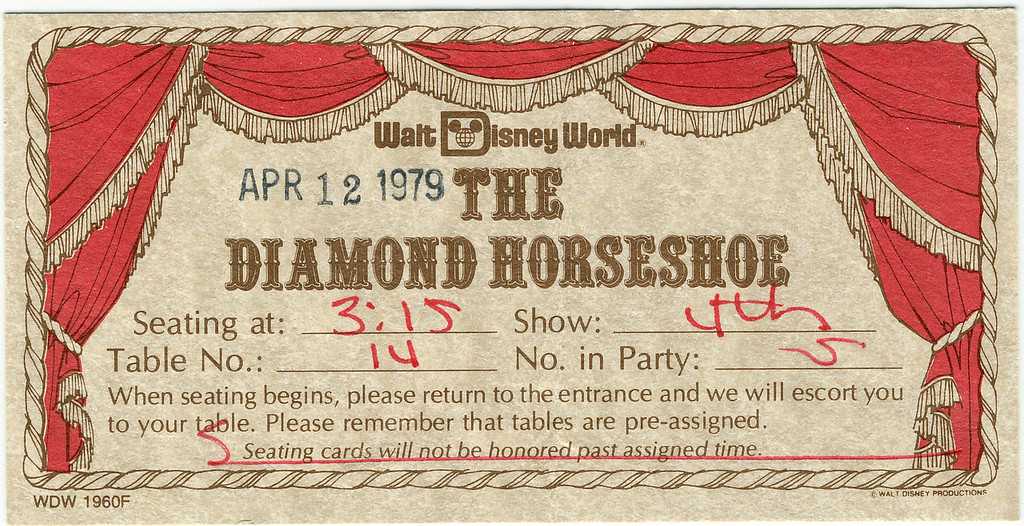 Walt Disney World®
APR 12 1979 THE
DIAMOND HORSESHOE
Seating at: 3:15 Show: 4th
Table No.: 14 No. in Party: 5
When seating begins, please return to the entrance and we will escort you
to your table. Please remember that tables are pre-assigned.
Seating cards will not be honored past assigned time.
WDW 1960F
© WALT DISNEY PRODUCTIONS